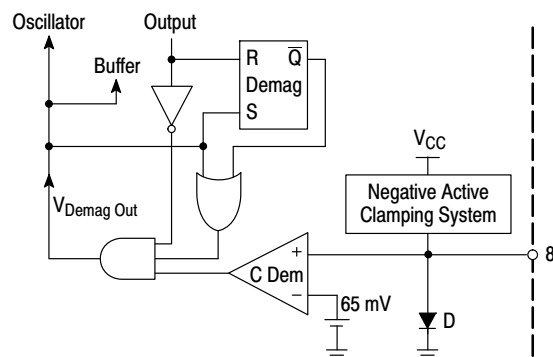 Oscillator
Output
Buffer
R Q̅
Demag
S
V_CC
Negative Active
Clamping System
V_Demag Out
8
+
C Dem
–
65 mV
D